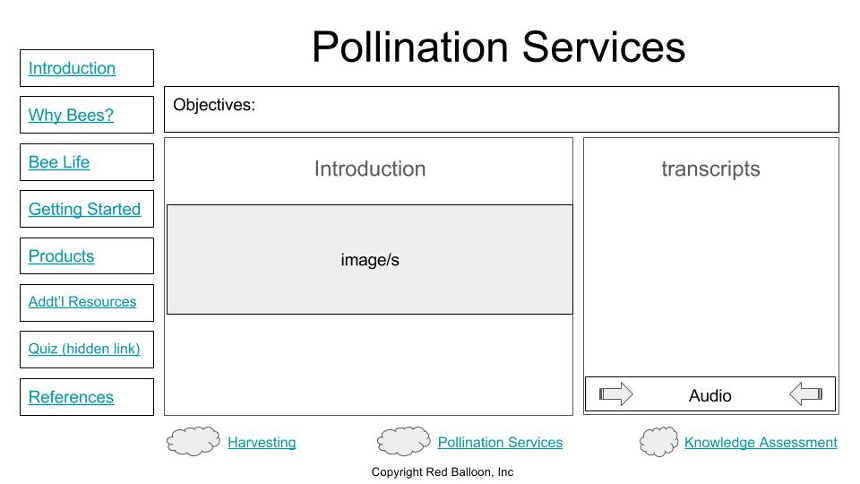 Pollination Services
Introduction
Why Bees?
Bee Life
Getting Started
Products
Addt'l Resources
Quiz (hidden link)
References
Objectives:
Introduction
image/s
transcripts
Audio
Harvesting
Pollination Services
Knowledge Assessment
Copyright Red Balloon, Inc